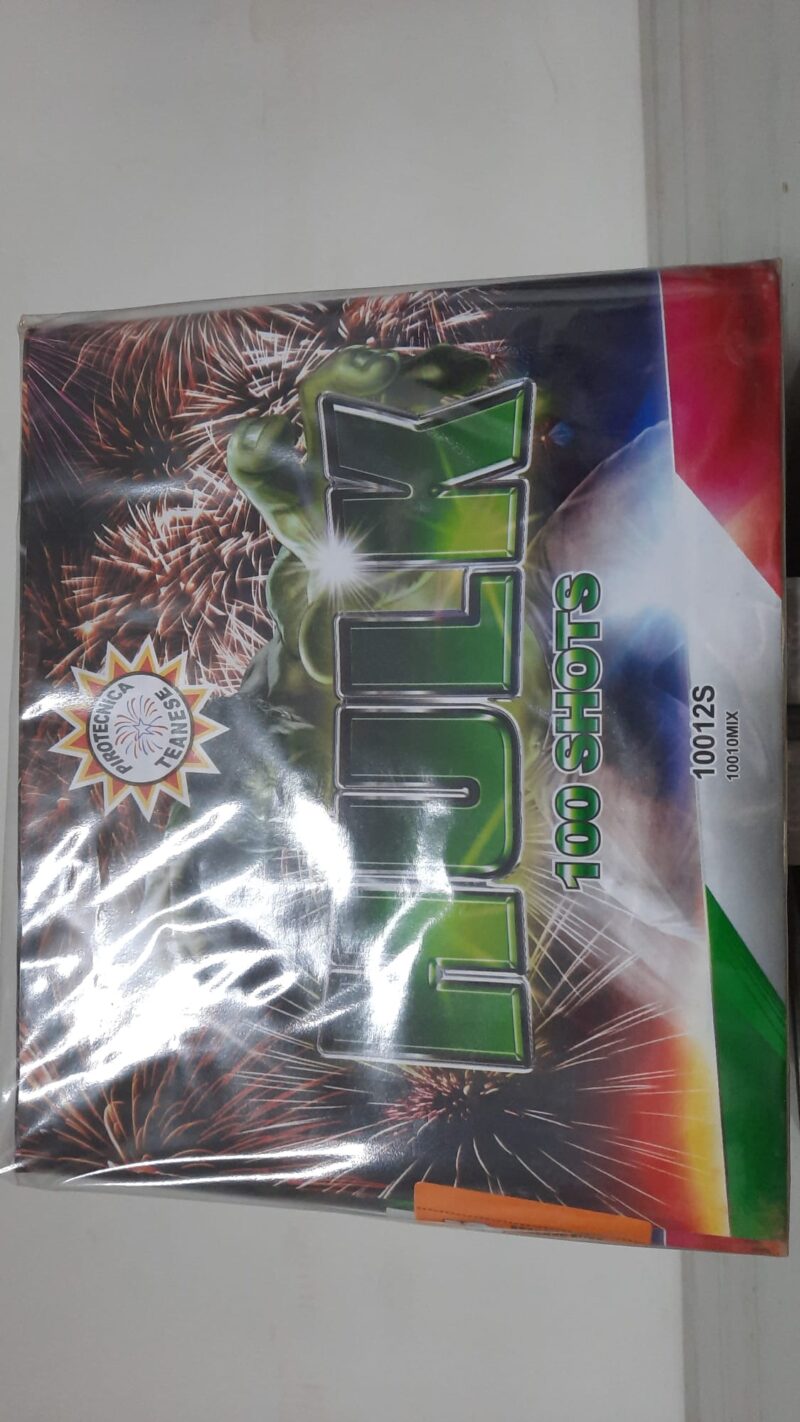 PIROTECNICA
TEANESE
HULK
100 SHOTS
10012S
10010MIX